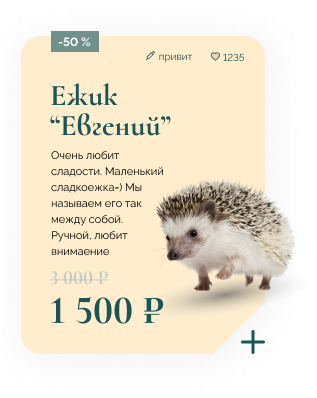 -50 %
привит 1235
Ежик
“Евгений”
Очень любит
сладости. Маленький
сладкоежка=) Мы
называем его так
между собой.
Ручной, любит
внимаение
3 000 ₽
1 500 ₽